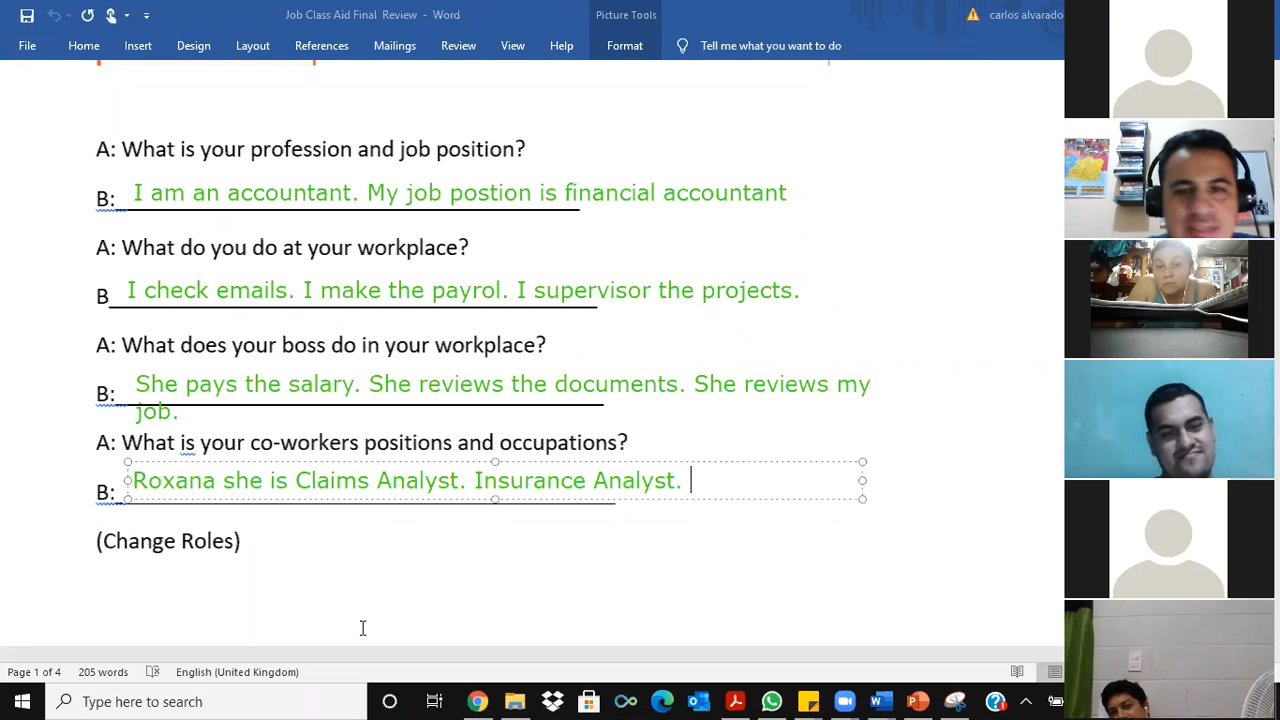 Job Class Aid Final Review - Word
Picture Tools
carlos alvarado
File Home Insert Design Layout References Mailings Review View Help Format Tell me what you want to do
A: What is your profession and job position?
B: I am an accountant. My job postion is financial accountant
A: What do you do at your workplace?
B I check emails. I make the payrol. I supervisor the projects.
A: What does your boss do in your workplace?
B: She pays the salary. She reviews the documents. She reviews my
job.
A: What is your co-workers positions and occupations?
B: Roxana she is Claims Analyst. Insurance Analyst.
(Change Roles)
Page 1 of 4 205 words English (United Kingdom)
Type here to search